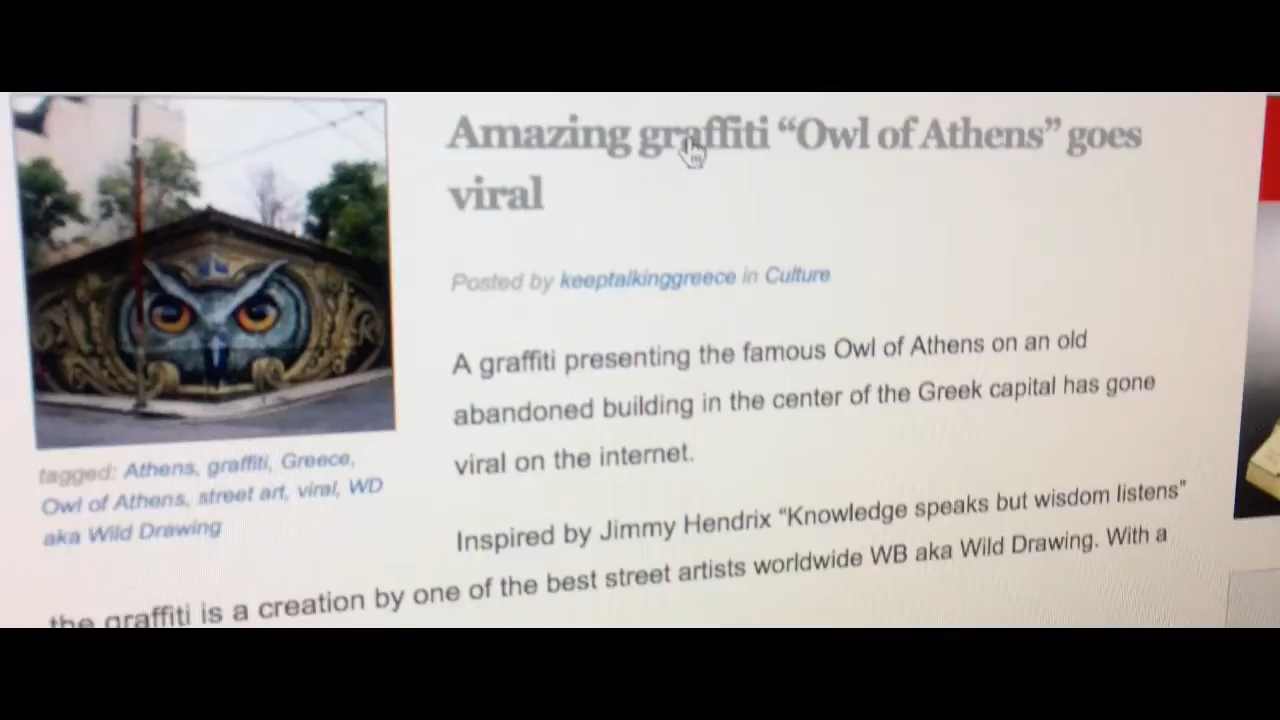 Amazing graffiti “Owl of Athens” goes
viral
Posted by keeptalkinggreece in Culture
A graffiti presenting the famous Owl of Athens on an old
abandoned building in the center of the Greek capital has gone
viral on the internet.
tagged: Athens, graffiti, Greece,
Owl of Athens, street art, viral, WD
aka Wild Drawing
Inspired by Jimmy Hendrix “Knowledge speaks but wisdom listens”
the graffiti is a creation by one of the best street artists worldwide WB aka Wild Drawing. With a